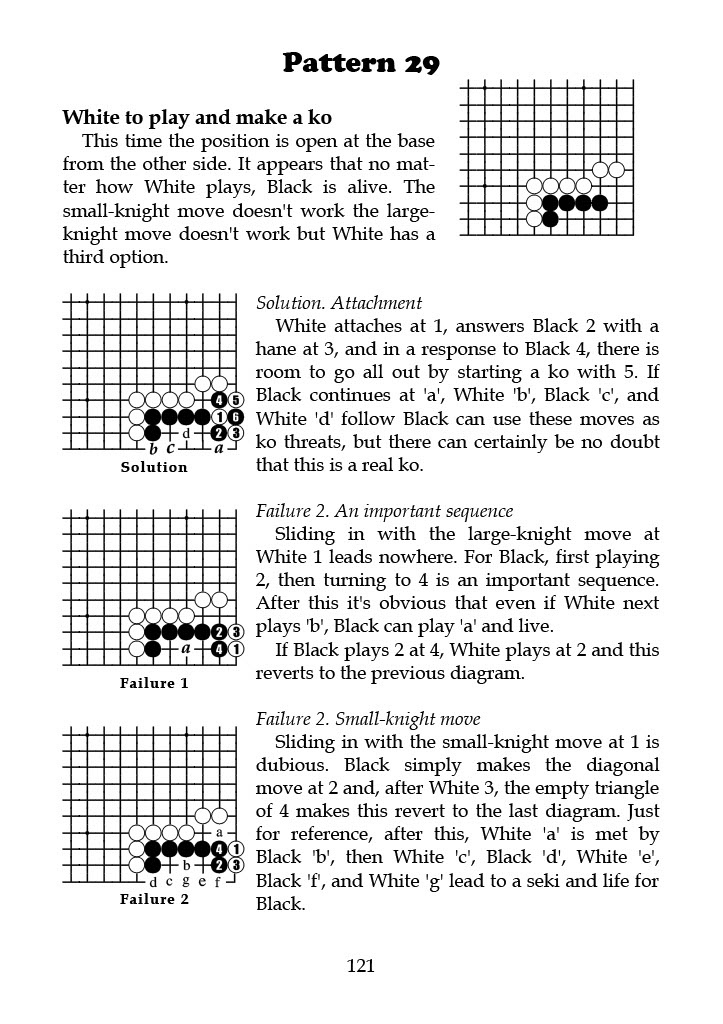 Pattern 29
White to play and make a ko
This time the position is open at the base
from the other side. It appears that no mat-
ter how White plays, Black is alive. The
small-knight move doesn't work the large-
knight move doesn't work but White has a
third option.
Solution. Attachment
White attaches at 1, answers Black 2 with a
hane at 3, and in a response to Black 4, there is
room to go all out by starting a ko with 5. If
Black continues at 'a', White 'b', Black 'c', and
White 'd' follow Black can use these moves as
ko threats, but there can certainly be no doubt
that this is a real ko.
4 5
1 6
d 2 3
b c a
Solution
Failure 2. An important sequence
Sliding in with the large-knight move at
White 1 leads nowhere. For Black, first playing
2, then turning to 4 is an important sequence.
After this it's obvious that even if White next
plays 'b', Black can play 'a' and live.
If Black plays 2 at 4, White plays at 2 and this
reverts to the previous diagram.
2 3
a 4 1
Failure 1
Failure 2. Small-knight move
Sliding in with the small-knight move at 1 is
dubious. Black simply makes the diagonal
move at 2 and, after White 3, the empty triangle
of 4 makes this revert to the last diagram. Just
for reference, after this, White 'a' is met by
Black 'b', then White 'c', Black 'd', White 'e',
Black 'f', and White 'g' lead to a seki and life for
Black.
a
4 1
b 2 3
d c g e f
Failure 2
121